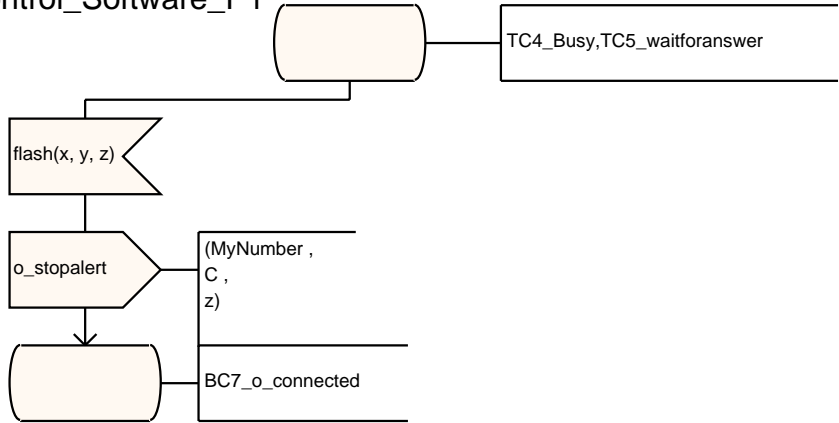 TC4_Busy,TC5_waitforanswer
flash(x, y, z)
o_stopalert
(MyNumber ,
C ,
z)
BC7_o_connected